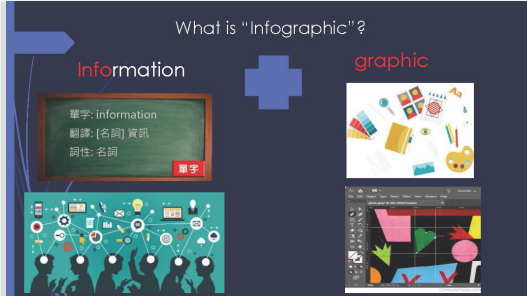 What is “Infographic”?
Information
graphic
單字: information
翻譯: [名詞] 資訊
詞性: 名詞
單字
Aa